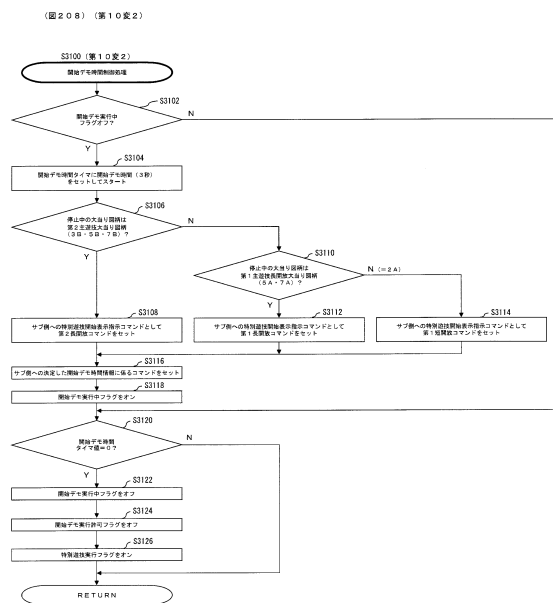 （図２０８）（第１０変２）
S3100（第１０変２）
開始デモ時間制御処理
S3102
開始デモ実行中
フラグオフ？
N
Y
S3104
開始デモ時間タイマに開始デモ時間（３秒）
をセットしてスタート
S3106
停止中の大当り図柄は
第２主遊技大当り図柄
（３Ｂ・５Ｂ・７Ｂ）？
N
Y
S3110
停止中の大当り図柄は
第１主遊技長開放大当り図柄
（５Ａ・７Ａ）？
N（＝２Ａ）
Y
S3108
サブ側への特別遊技開始表示指示コマンドとして
第２長開放コマンドをセット
S3112
サブ側への特別遊技開始表示指示コマンドとして
第１長開放コマンドをセット
S3114
サブ側への特別遊技開始表示指示コマンドとして
第１短開放コマンドをセット
S3116
サブ側への決定した開始デモ時間情報に係るコマンドをセット
S3118
開始デモ実行中フラグをオン
S3120
開始デモ時間
タイマ値＝０？
N
Y
S3122
開始デモ実行中フラグをオフ
S3124
開始デモ実行許可フラグをオフ
S3126
特別遊技実行フラグをオン
ＲＥＴＵＲＮ